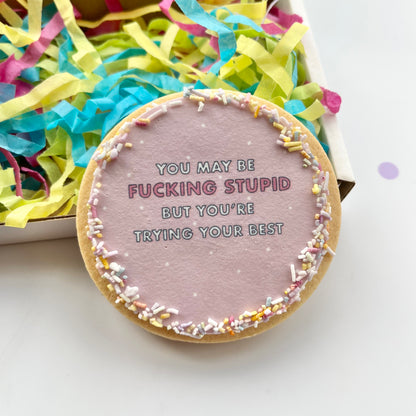 YOU MAY BE
FUCKING STUPID
BUT YOU'RE
TRYING YOUR BEST